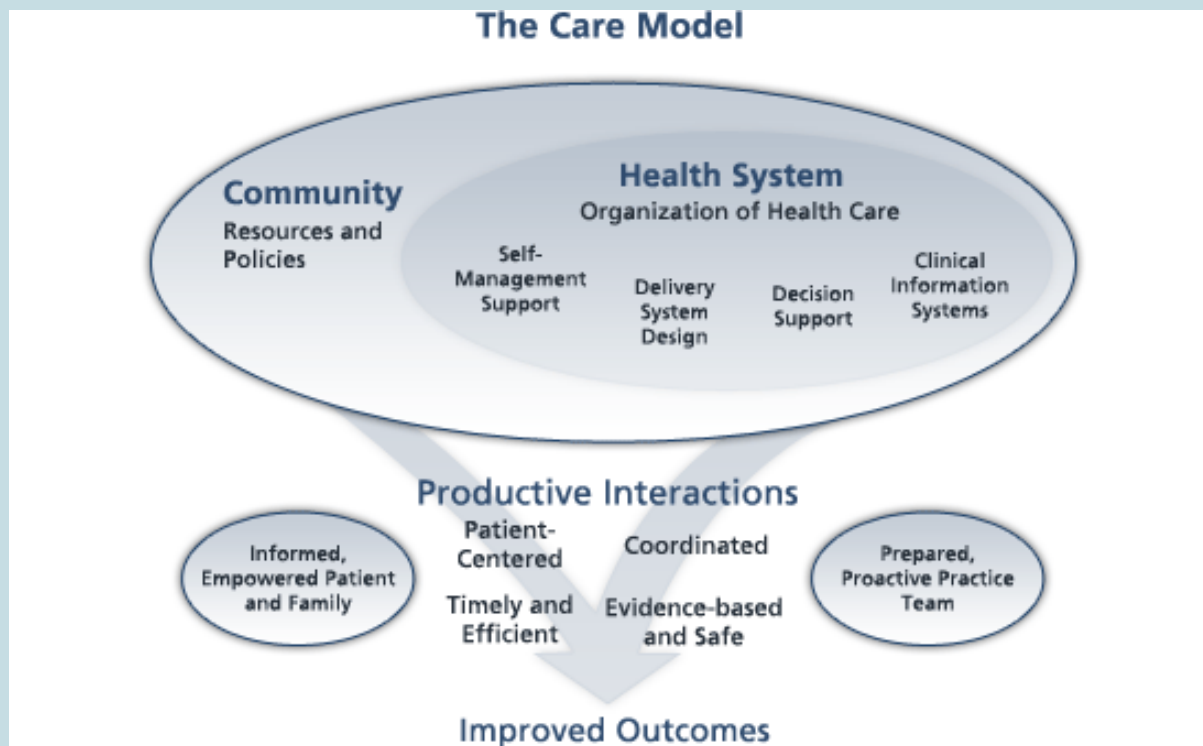 The Care Model
Community
Resources and
Policies
Health System
Organization of Health Care
Self-
Management
Support
Delivery
System
Design
Decision
Support
Clinical
Information
Systems
Productive Interactions
Informed,
Empowered Patient
and Family
Patient-
Centered
Coordinated
Timely and
Efficient
Evidence-based
and Safe
Prepared,
Proactive Practice
Team
Improved Outcomes